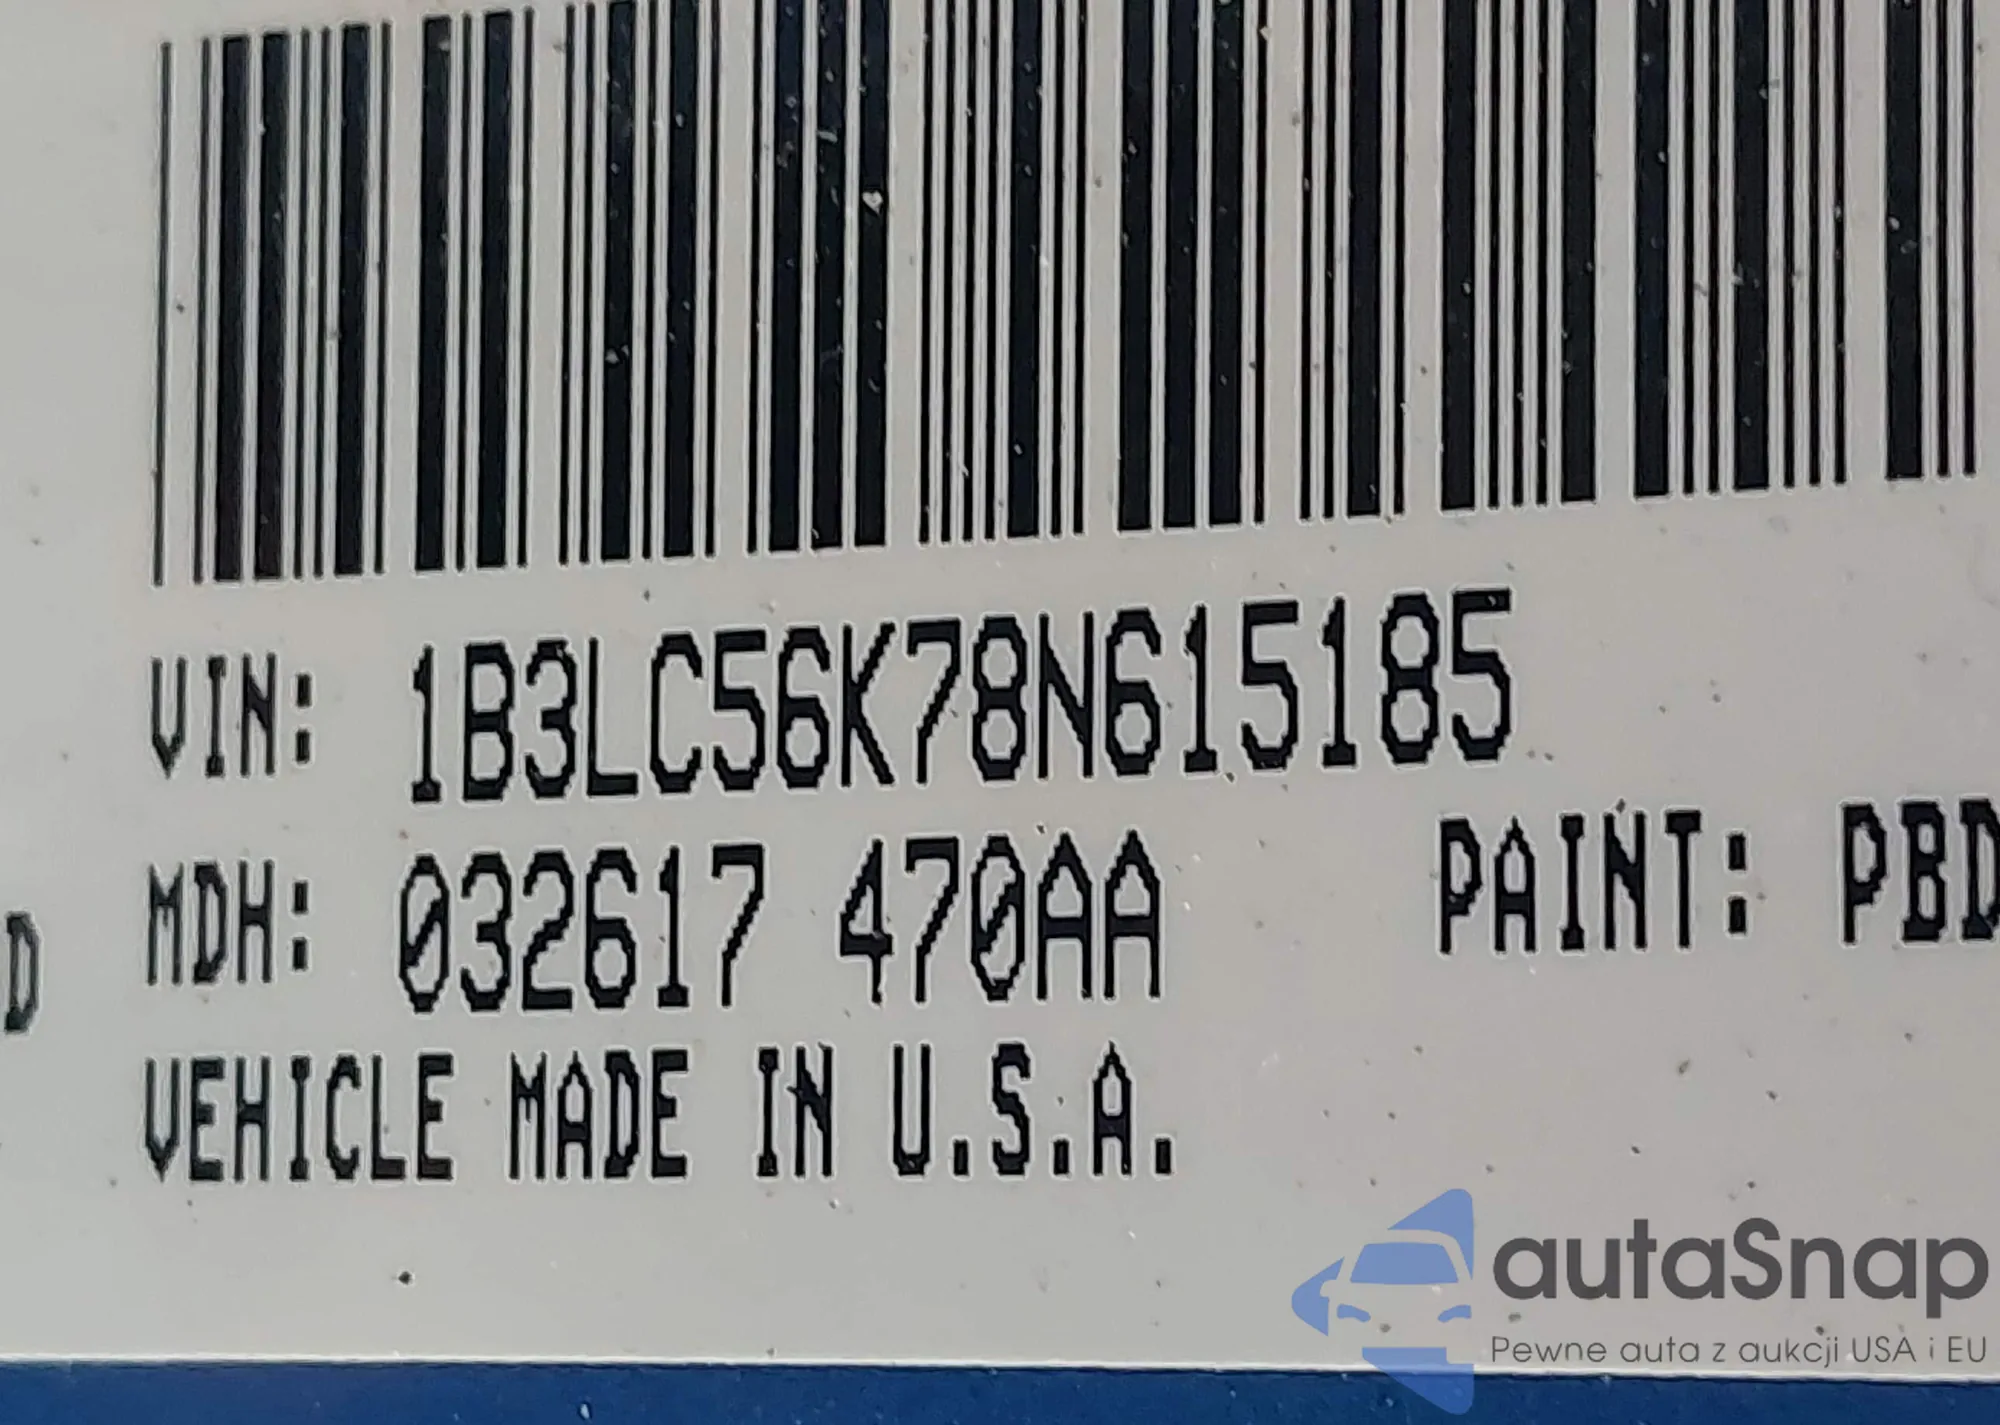 VIN: 1B3LC56K78N615185
MDH: 032617 470AA PAINT: PBD
D
VEHICLE MADE IN U.S.A.
autaSnap
Pewne auta z aukcji USA i EU